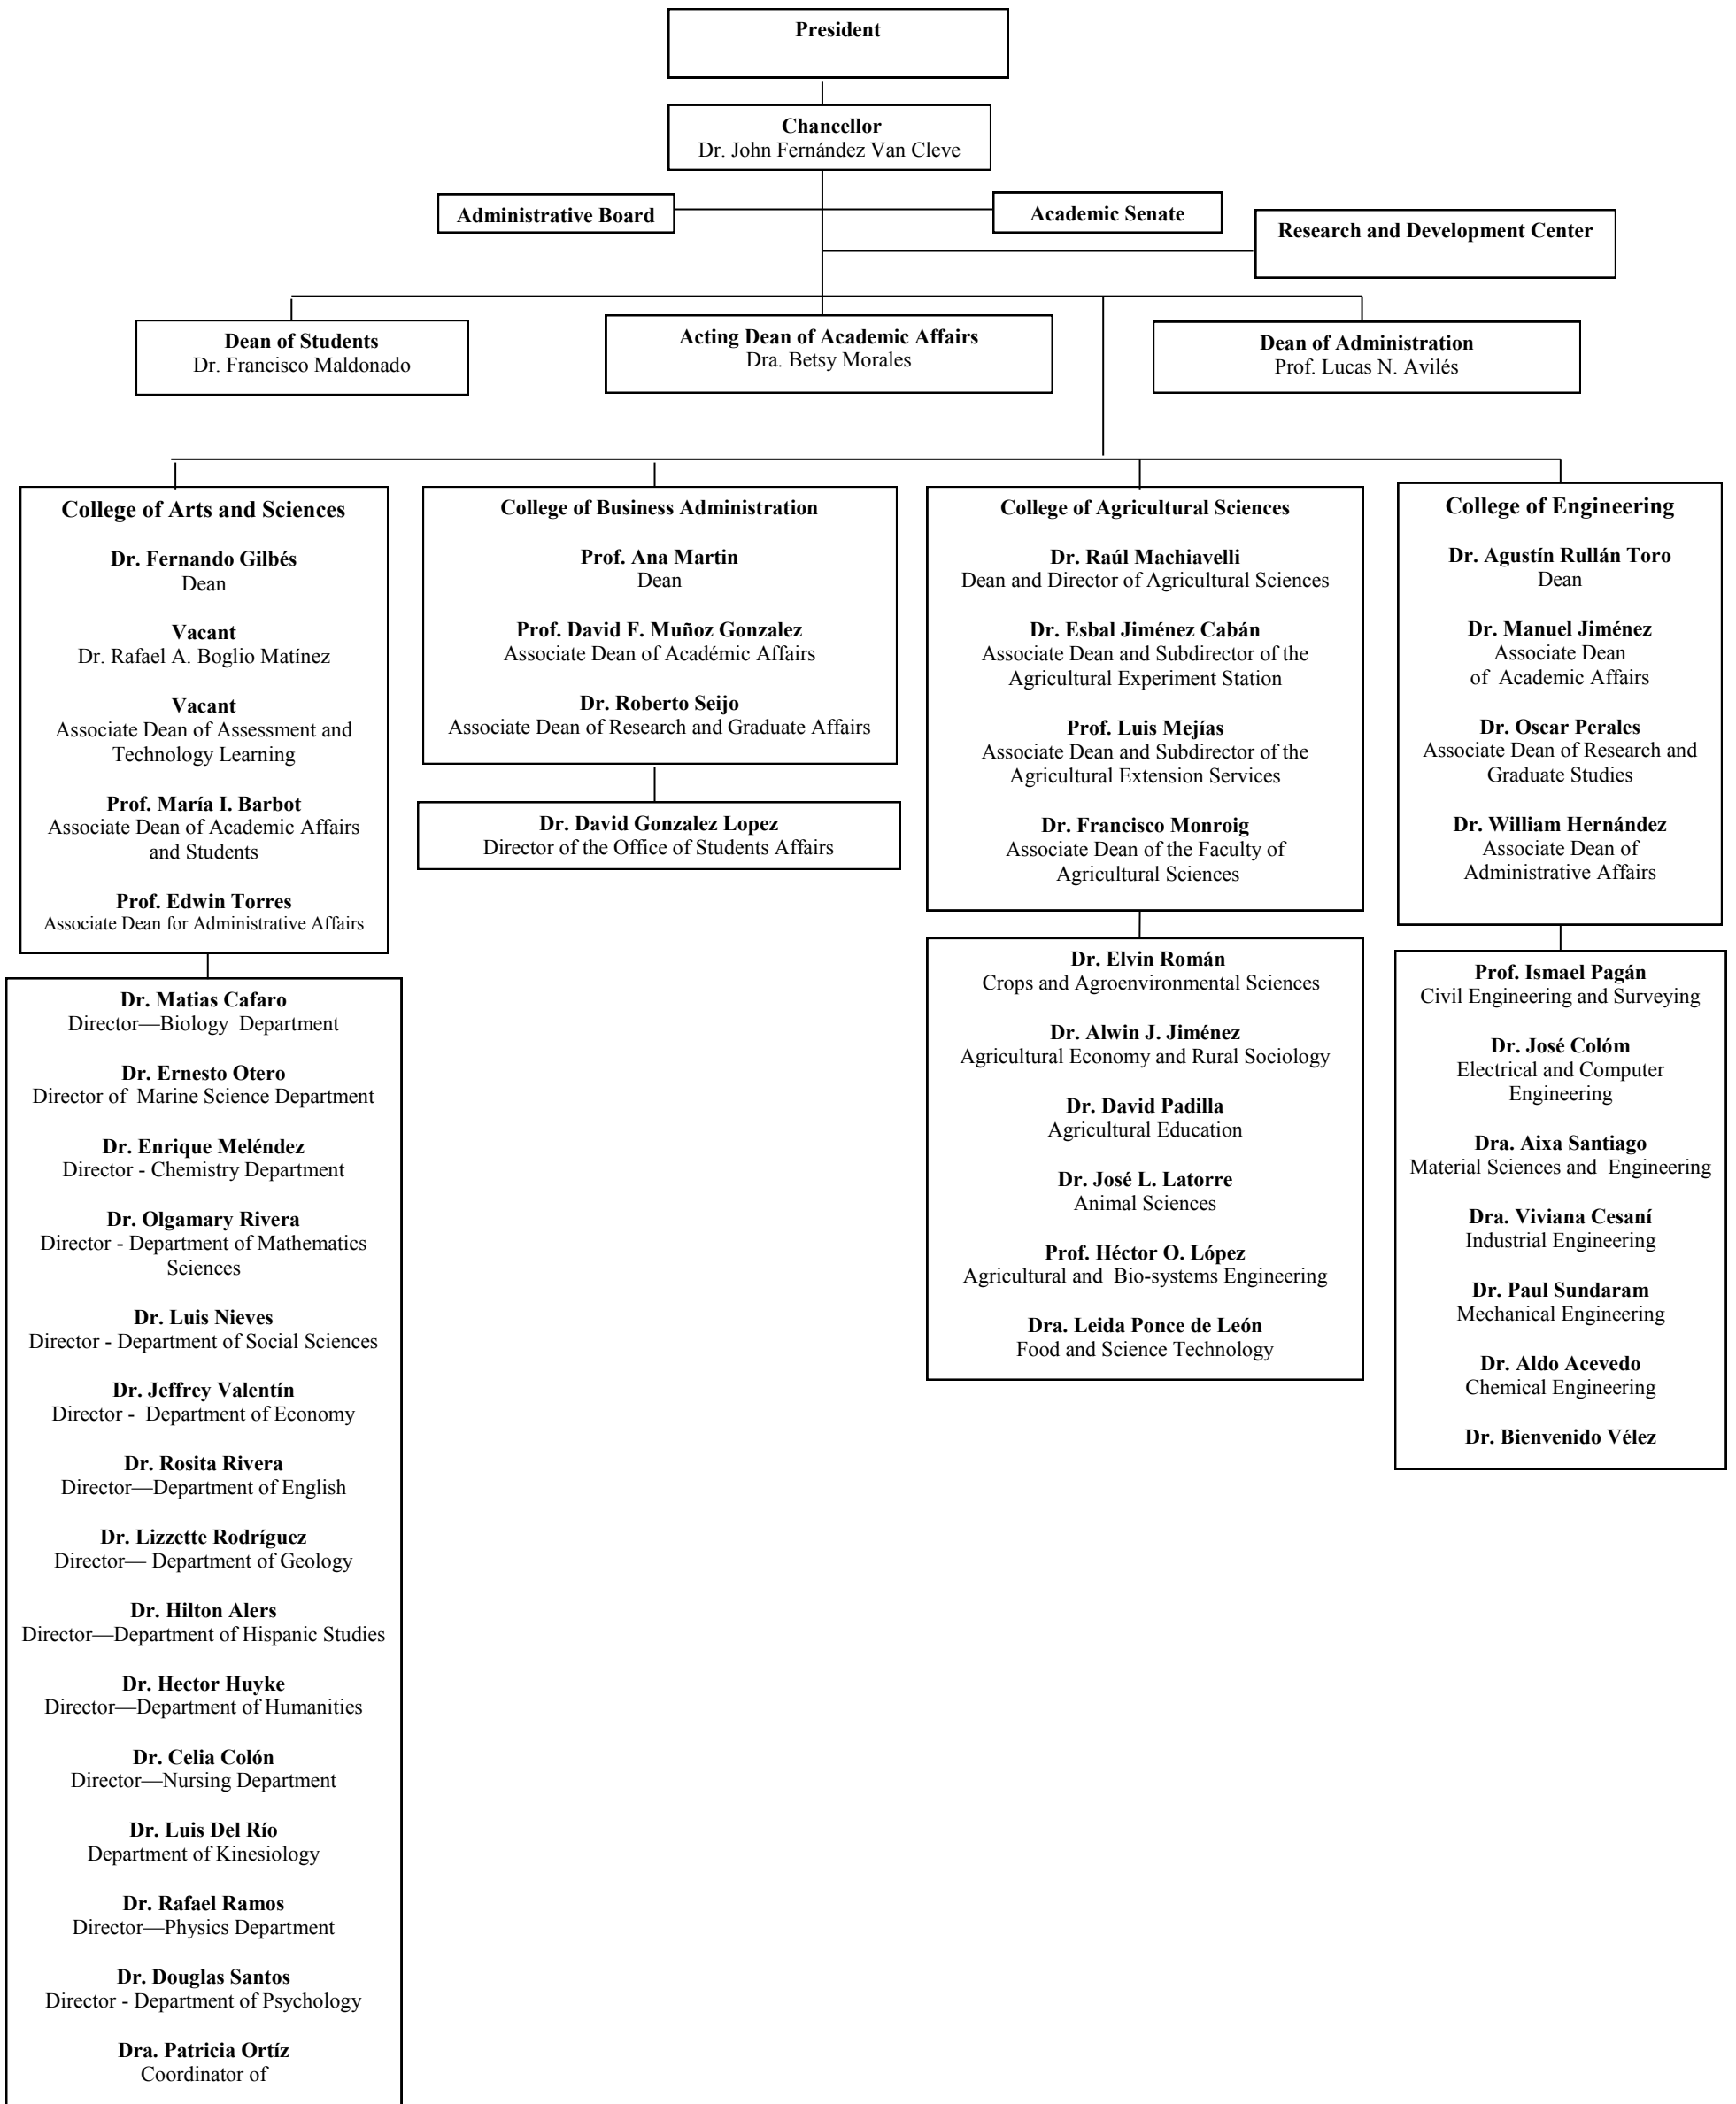 President
Chancellor
Dr. John Fernández Van Cleve
Administrative Board
Academic Senate
Research and Development Center
Dean of Students
Dr. Francisco Maldonado
Acting Dean of Academic Affairs
Dra. Betsy Morales
Dean of Administration
Prof. Lucas N. Avilés
College of Arts and Sciences
Dr. Fernando Gilbés
Dean
Vacant
Dr. Rafael A. Boglio Matínez
Vacant
Associate Dean of Assessment and
Technology Learning
Prof. María I. Barbot
Associate Dean of Academic Affairs
and Students
Prof. Edwin Torres
Associate Dean for Administrative Affairs
Dr. Matias Cafaro
Director—Biology Department
Dr. Ernesto Otero
Director of Marine Science Department
Dr. Enrique Meléndez
Director - Chemistry Department
Dr. Olgamary Rivera
Director - Department of Mathematics
Sciences
Dr. Luis Nieves
Director - Department of Social Sciences
Dr. Jeffrey Valentín
Director - Department of Economy
Dr. Rosita Rivera
Director—Department of English
Dr. Lizzette Rodríguez
Director— Department of Geology
Dr. Hilton Alers
Director—Department of Hispanic Studies
Dr. Hector Huyke
Director—Department of Humanities
Dr. Celia Colón
Director—Nursing Department
Dr. Luis Del Río
Department of Kinesiology
Dr. Rafael Ramos
Director—Physics Department
Dr. Douglas Santos
Director - Department of Psychology
Dra. Patricia Ortíz
Coordinator of
College of Business Administration
Prof. Ana Martin
Dean
Prof. David F. Muñoz Gonzalez
Associate Dean of Académic Affairs
Dr. Roberto Seijo
Associate Dean of Research and Graduate Affairs
Dr. David Gonzalez Lopez
Director of the Office of Students Affairs
College of Agricultural Sciences
Dr. Raúl Machiavelli
Dean and Director of Agricultural Sciences
Dr. Esbal Jiménez Cabán
Associate Dean and Subdirector of the
Agricultural Experiment Station
Prof. Luis Mejías
Associate Dean and Subdirector of the
Agricultural Extension Services
Dr. Francisco Monroig
Associate Dean of the Faculty of
Agricultural Sciences
Dr. Elvin Román
Crops and Agroenvironmental Sciences
Dr. Alwin J. Jiménez
Agricultural Economy and Rural Sociology
Dr. David Padilla
Agricultural Education
Dr. José L. Latorre
Animal Sciences
Prof. Héctor O. López
Agricultural and Bio-systems Engineering
Dra. Leida Ponce de León
Food and Science Technology
College of Engineering
Dr. Agustín Rullán Toro
Dean
Dr. Manuel Jiménez
Associate Dean
of Academic Affairs
Dr. Oscar Perales
Associate Dean of Research and
Graduate Studies
Dr. William Hernández
Associate Dean of
Administrative Affairs
Prof. Ismael Pagán
Civil Engineering and Surveying
Dr. José Colóm
Electrical and Computer
Engineering
Dra. Aixa Santiago
Material Sciences and Engineering
Dra. Viviana Cesaní
Industrial Engineering
Dr. Paul Sundaram
Mechanical Engineering
Dr. Aldo Acevedo
Chemical Engineering
Dr. Bienvenido Vélez